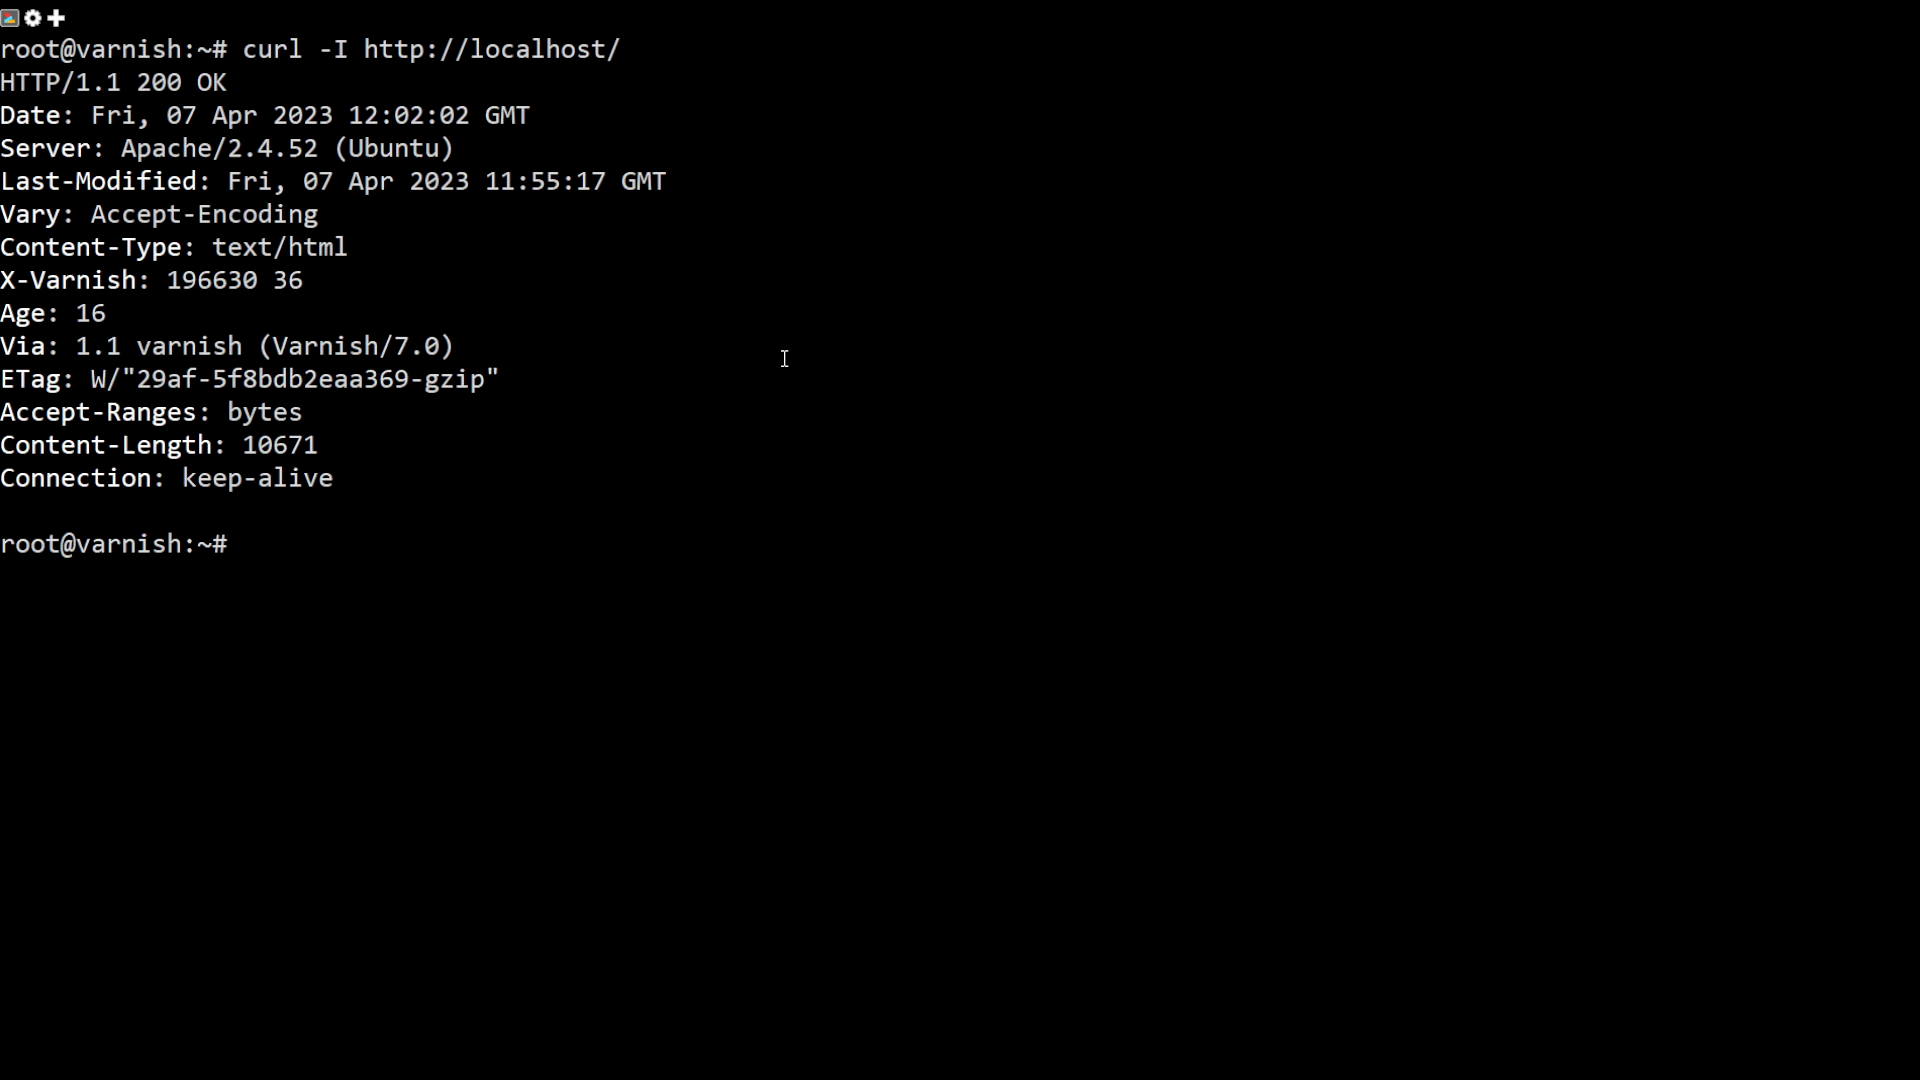 root@varnish:~# curl -I http://localhost/
HTTP/1.1 200 OK
Date: Fri, 07 Apr 2023 12:02:02 GMT
Server: Apache/2.4.52 (Ubuntu)
Last-Modified: Fri, 07 Apr 2023 11:55:17 GMT
Vary: Accept-Encoding
Content-Type: text/html
X-Varnish: 196630 36
Age: 16
Via: 1.1 varnish (Varnish/7.0)
ETag: W/"29af-5f8bdb2eaa369-gzip"
Accept-Ranges: bytes
Content-Length: 10671
Connection: keep-alive
root@varnish:~#